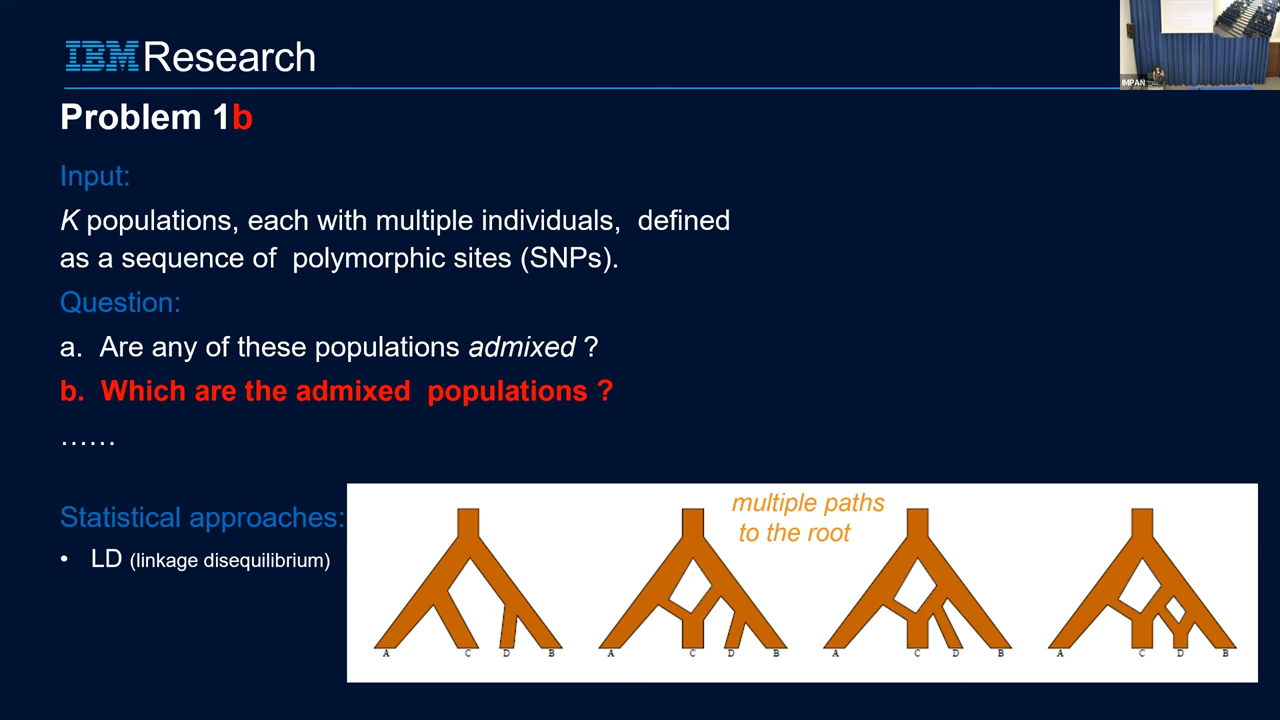 IBM Research
IMPAN
Problem 1b
Input:
K populations, each with multiple individuals, defined
as a sequence of polymorphic sites (SNPs).
Question:
a. Are any of these populations admixed ?
b. Which are the admixed populations ?
......
Statistical approaches:
• LD (linkage disequilibrium)
multiple paths
to the root
A C D B A C D B A C D B A C D B